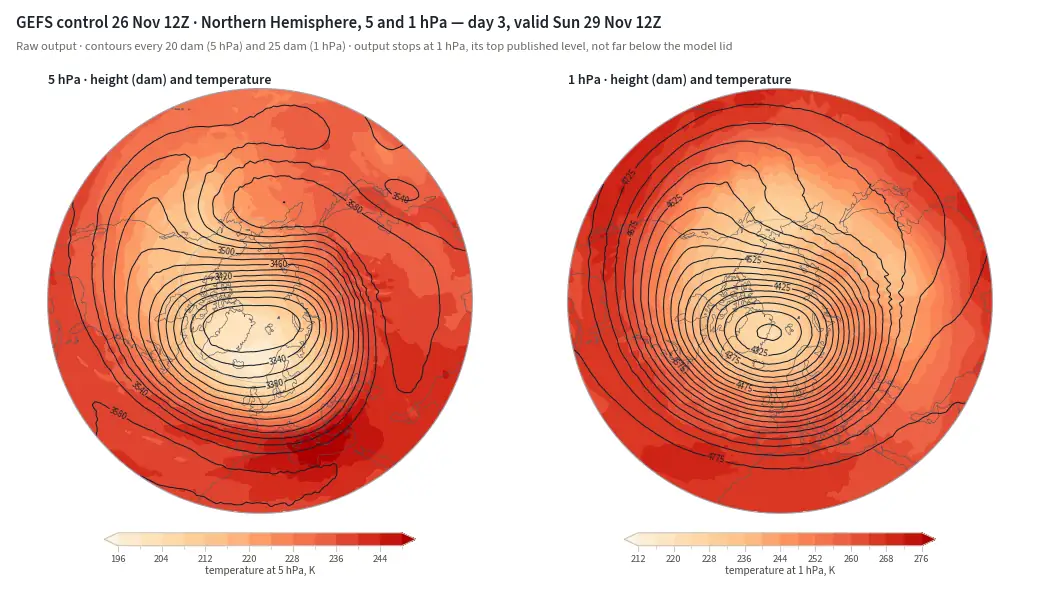 GEFS control 26 Nov 12Z · Northern Hemisphere, 5 and 1 hPa — day 3, valid Sun 29 Nov 12Z
Raw output · contours every 20 dam (5 hPa) and 25 dam (1 hPa) · output stops at 1 hPa, its top published level, not far below the model lid
5 hPa · height (dam) and temperature
1 hPa · height (dam) and temperature
3540
3580
3500
3460
3420
3340
3380
3540
3580
4725
4625
4675
4525
4425
4325
4375
4575
4475
4775
196 204 212 220 228 236 244
temperature at 5 hPa, K
212 220 228 236 244 252 260 268 276
temperature at 1 hPa, K